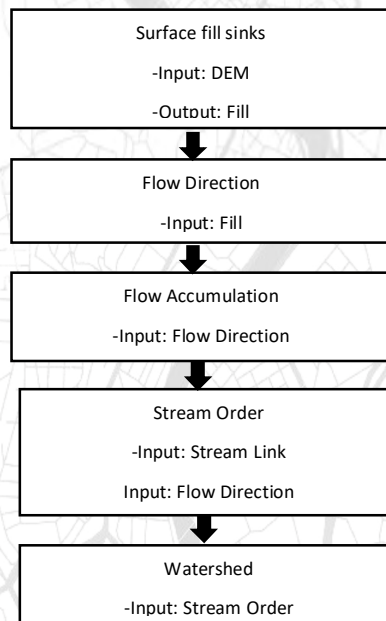 Surface fill sinks
-Input: DEM
-Output: Fill
Flow Direction
-Input: Fill
Flow Accumulation
-Input: Flow Direction
Stream Order
-Input: Stream Link
Input: Flow Direction
Watershed
-Input: Stream Order